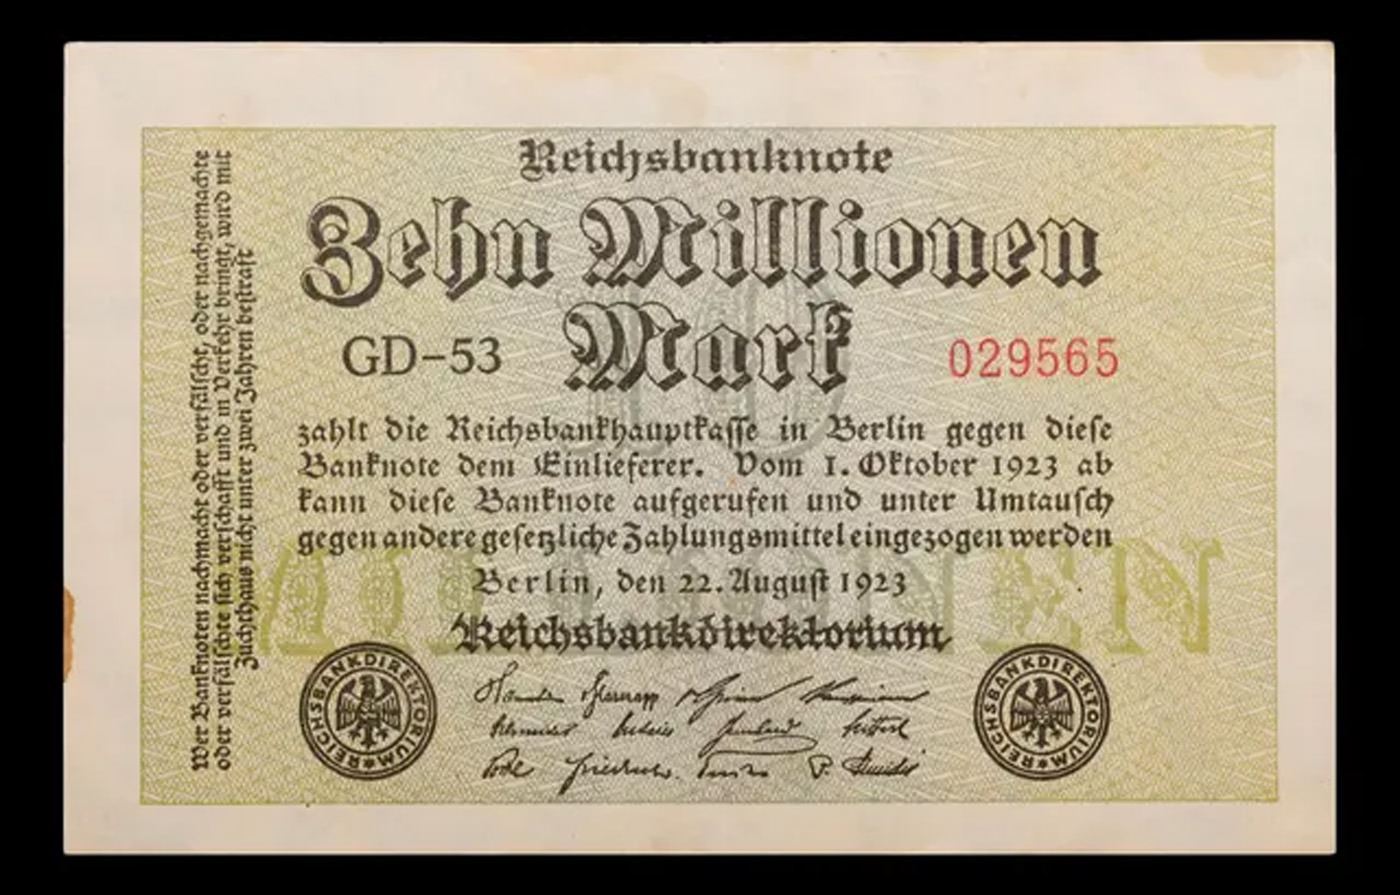 Reichsbanknote
Zehn Millionen
Mark
GD-53
029565
zahlt die Reichsbankhauptkasse in Berlin gegen diese
Banknote dem Einlieferer. Vom 1. Oktober 1923 ab
kann diese Banknote aufgerufen und unter Umtausch
gegen andere gesetzliche Zahlungsmittel eingezogen werden
Berlin, den 22. August 1923
Reichsbankdirektorium
REICHSBANKDIREKTORIUM
REICHSBANKDIREKTORIUM
Wer Banknoten nachmacht oder verfälscht, oder nachgemachte
oder verfälschte sich verschafft und in Verkehr bringt, wird mit
Zuchthaus nicht unter zwei Jahren bestraft
10
MILLIONEN